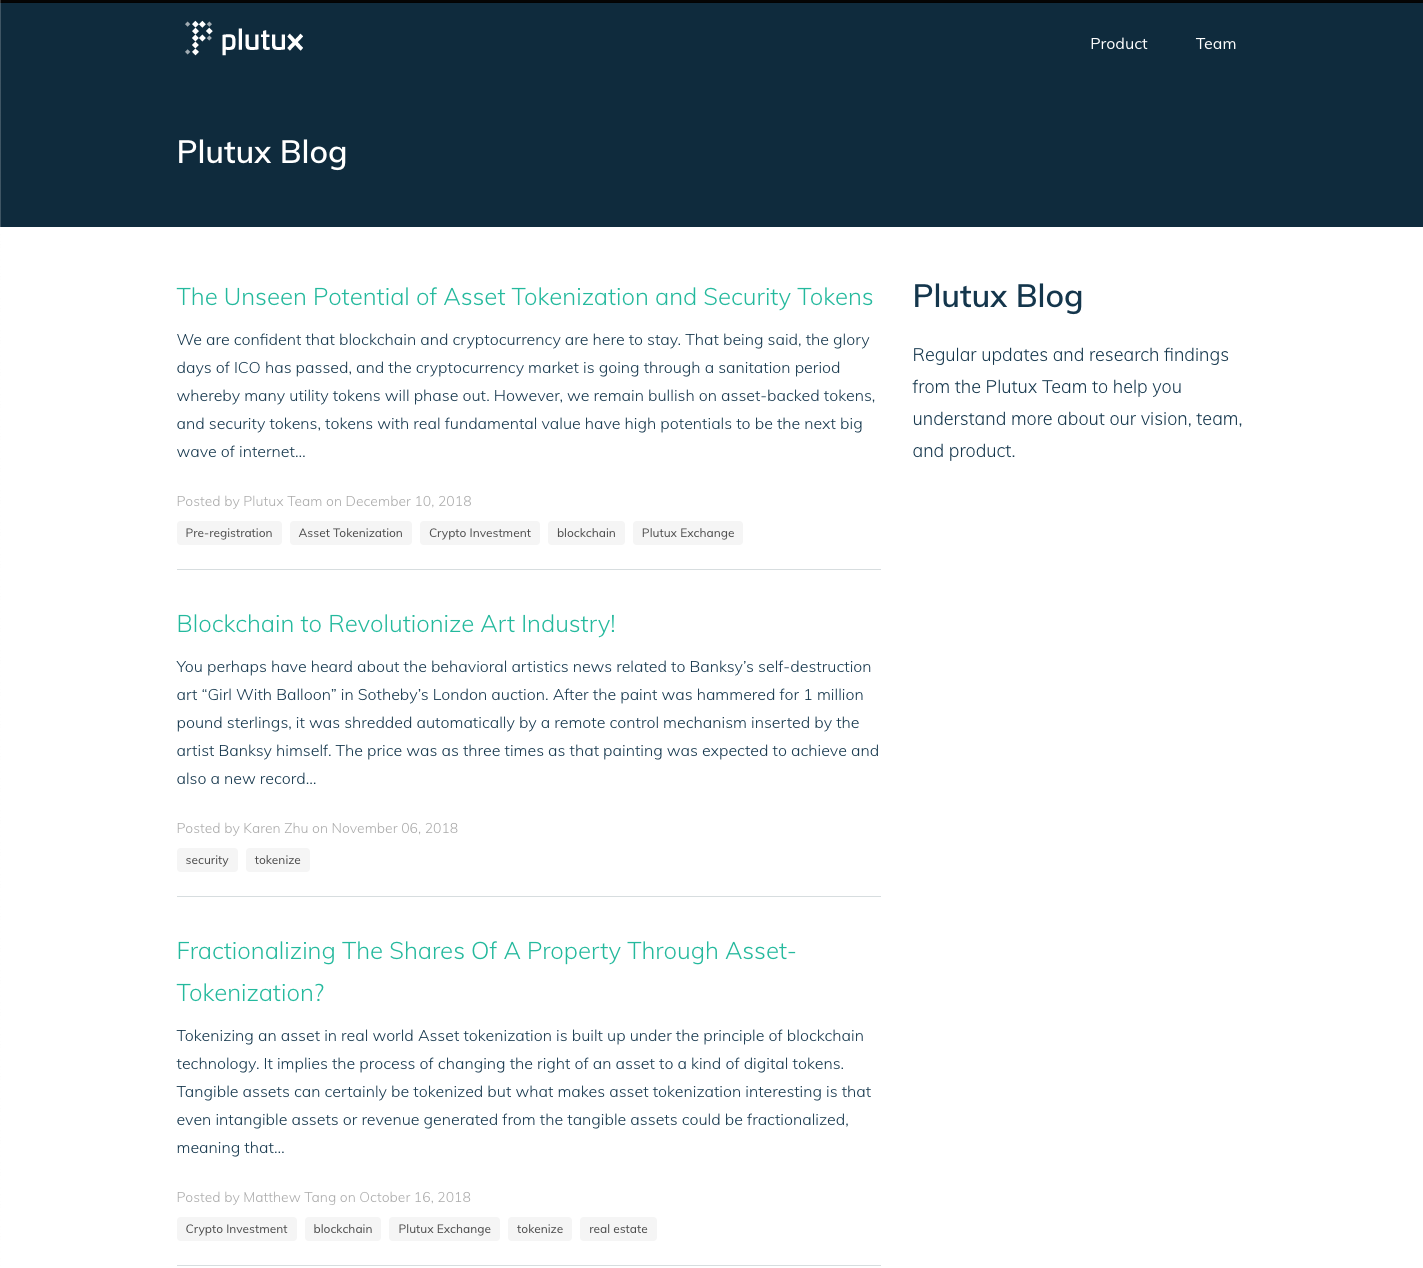 plutux
Product
Team
Plutux Blog
The Unseen Potential of Asset Tokenization and Security Tokens
We are confident that blockchain and cryptocurrency are here to stay. That being said, the glory
days of ICO has passed, and the cryptocurrency market is going through a sanitation period
whereby many utility tokens will phase out. However, we remain bullish on asset-backed tokens,
and security tokens, tokens with real fundamental value have high potentials to be the next big
wave of internet…
Posted by Plutux Team on December 10, 2018
Pre-registration
Asset Tokenization
Crypto Investment
blockchain
Plutux Exchange
Blockchain to Revolutionize Art Industry!
You perhaps have heard about the behavioral artistics news related to Banksy’s self-destruction
art “Girl With Balloon” in Sotheby’s London auction. After the paint was hammered for 1 million
pound sterlings, it was shredded automatically by a remote control mechanism inserted by the
artist Banksy himself. The price was as three times as that painting was expected to achieve and
also a new record…
Posted by Karen Zhu on November 06, 2018
security
tokenize
Fractionalizing The Shares Of A Property Through Asset-
Tokenization?
Tokenizing an asset in real world Asset tokenization is built up under the principle of blockchain
technology. It implies the process of changing the right of an asset to a kind of digital tokens.
Tangible assets can certainly be tokenized but what makes asset tokenization interesting is that
even intangible assets or revenue generated from the tangible assets could be fractionalized,
meaning that…
Posted by Matthew Tang on October 16, 2018
Crypto Investment
blockchain
Plutux Exchange
tokenize
real estate
Plutux Blog
Regular updates and research findings
from the Plutux Team to help you
understand more about our vision, team,
and product.